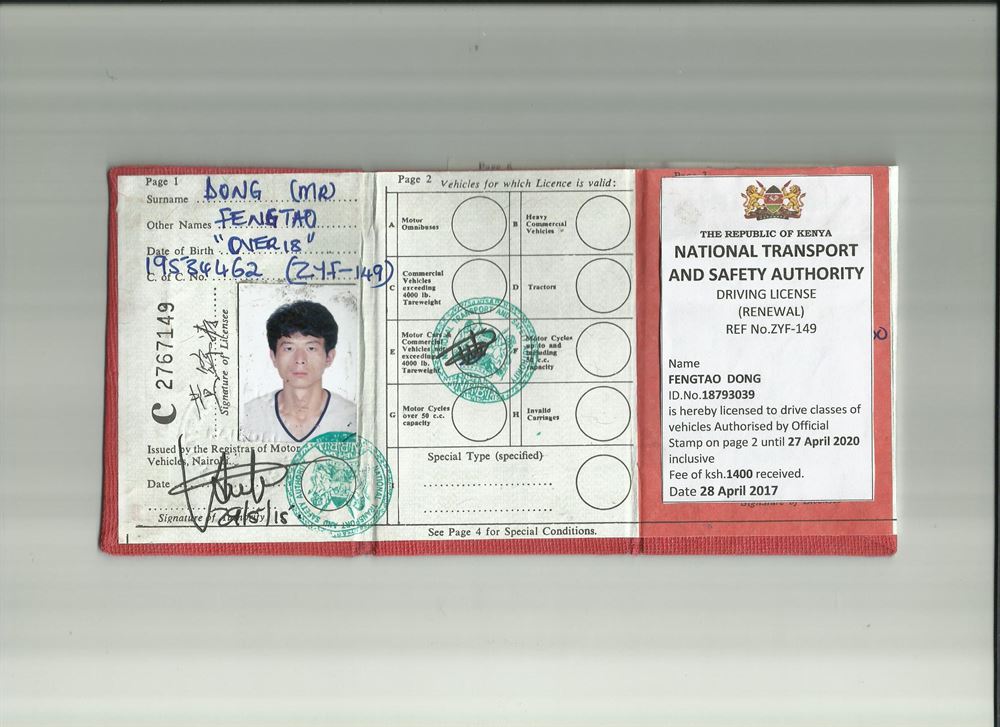 Page 1
Surname DONG (MR)
Other Names FENGTAO
Date of Birth "OVER 18"
C. of C. No. 19534462 (ZYF-149)
C 2767149
Signature of Licensee
Issued by the Registrar of Motor
Vehicles, Nairobi
Date
29/5/15
Signature of Authority
Page 2 Vehicles for which Licence is valid:
A Motor Omnibuses
B Heavy Commercial Vehicles
C Commercial Vehicles exceeding 4000 lb. Tareweight
D Tractors
E Motor Commercial Vehicles exceeding 4000 lb. Tareweight
F Motor Cycles up to and including capacity
G Motor Cycles over 50 c.c. capacity
H Invalid Carriages
Special Type (specified)
See Page 4 for Special Conditions.
THE REPUBLIC OF KENYA
NATIONAL TRANSPORT
AND SAFETY AUTHORITY
DRIVING LICENSE
(RENEWAL)
REF No.ZYF-149
Name
FENGTAO DONG
ID.No.18793039
is hereby licensed to drive classes of
vehicles Authorised by Official
Stamp on page 2 until 27 April 2020
inclusive
Fee of ksh.1400 received.
Date 28 April 2017